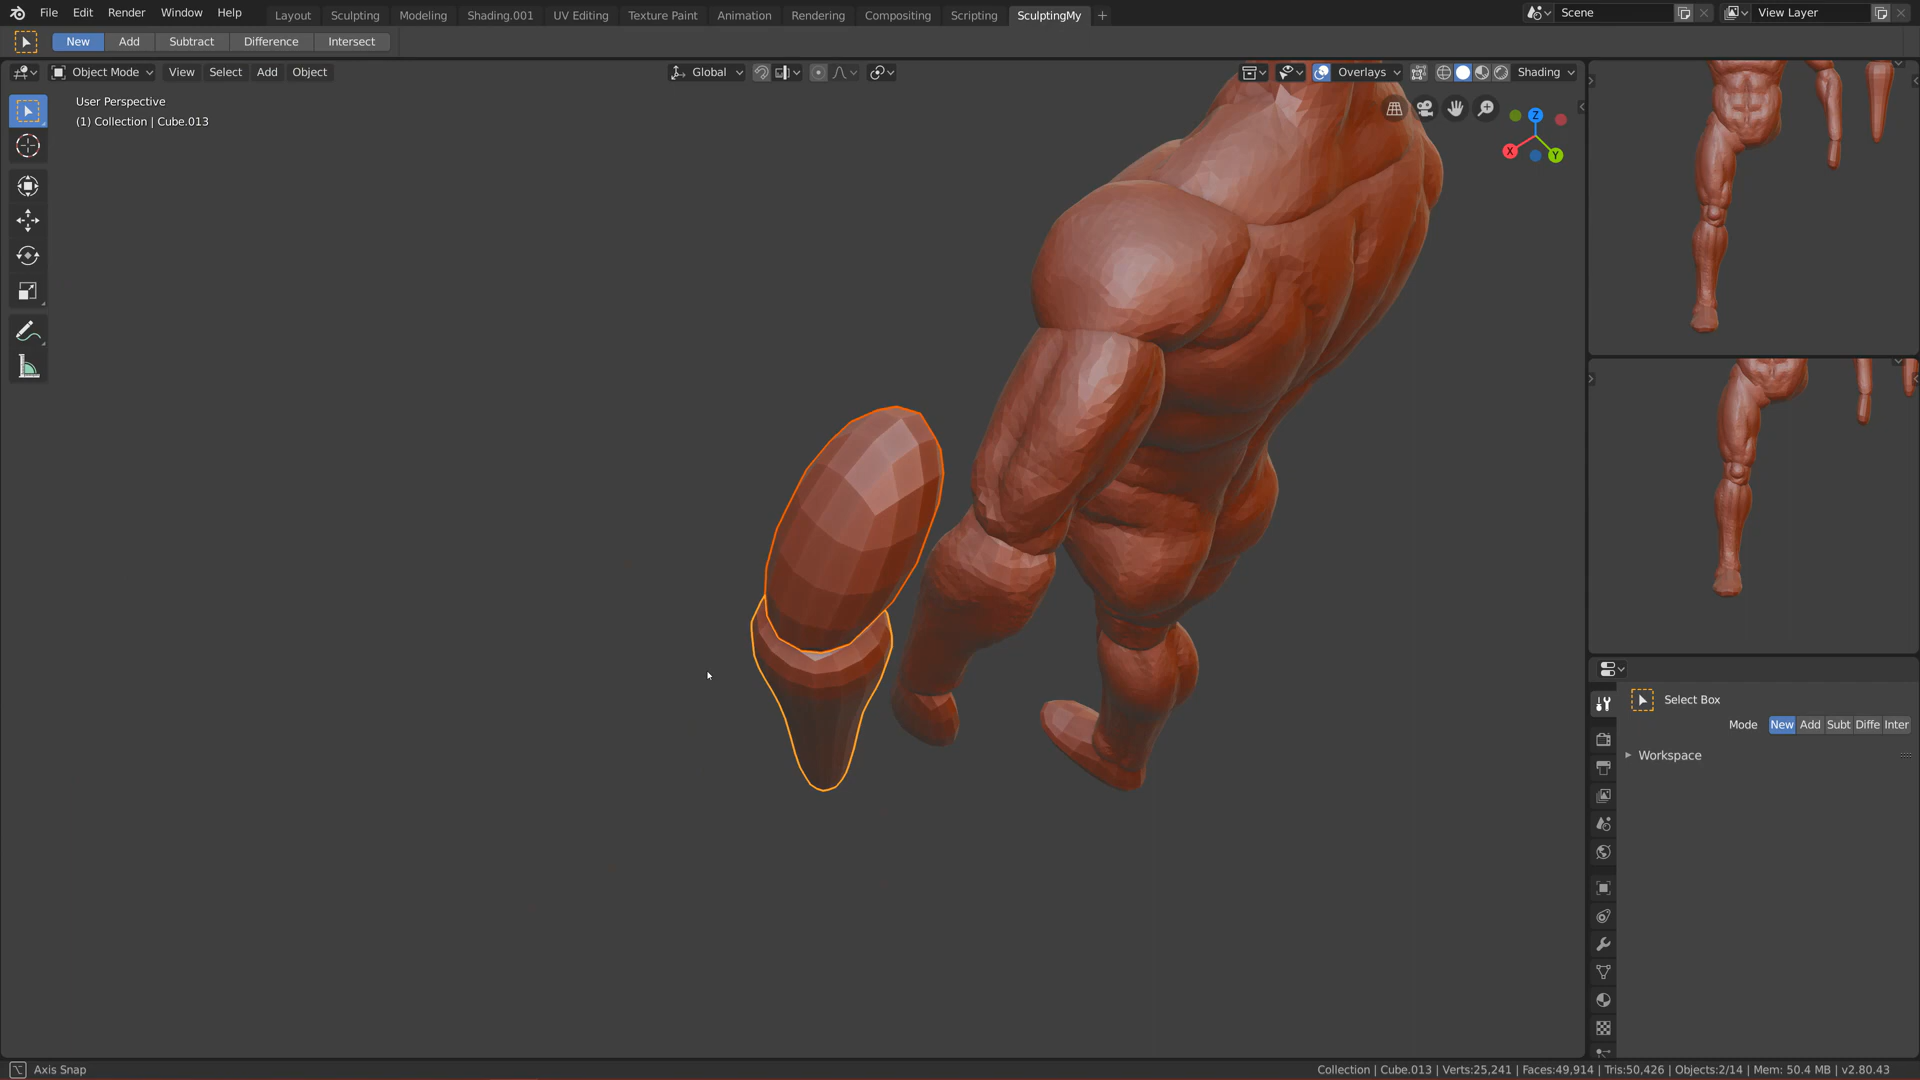 File Edit Render Window Help Layout Sculpting Modeling Shading.001 UV Editing Texture Paint Animation Rendering Compositing Scripting SculptingMy Scene View Layer
New Add Subtract Difference Intersect
Object Mode View Select Add Object Global Overlays Shading
User Perspective
(1) Collection | Cube.013
Z
X Y
Select Box
Mode New Add Subt Diffe Inter
Workspace
Axis Snap Collection | Cube.013 | Verts:25,241 | Faces:49,914 | Tris:50,426 | Objects:2/14 | Mem: 50.4 MB | v2.80.43